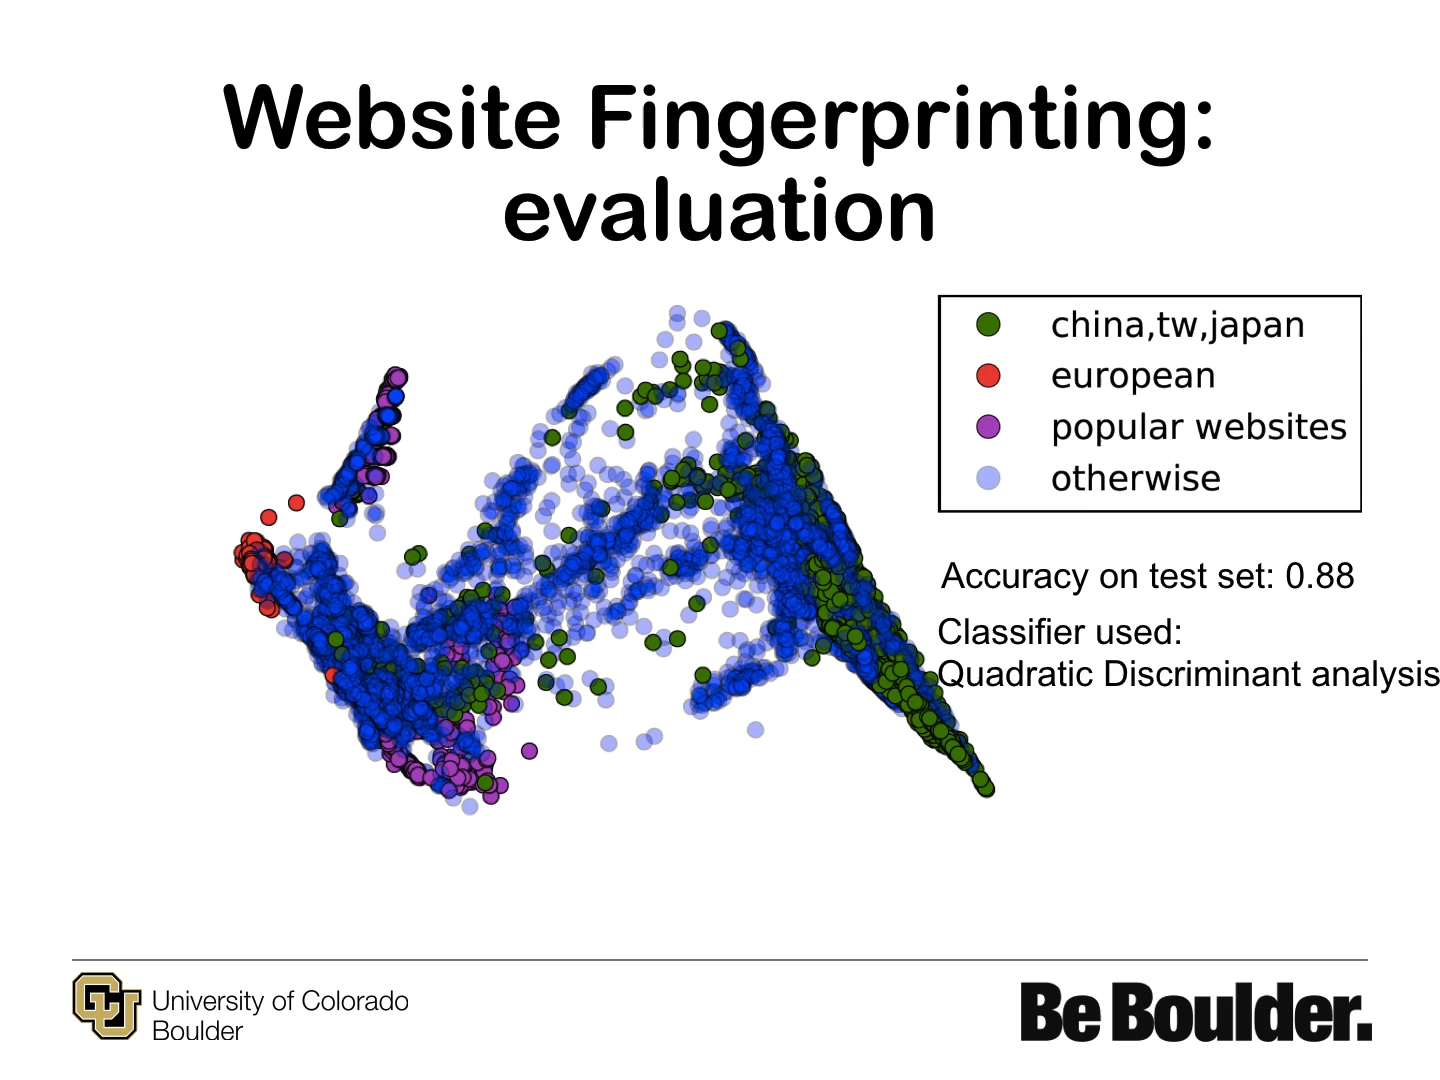 Website Fingerprinting:
evaluation
china,tw,japan
european
popular websites
otherwise
Accuracy on test set: 0.88
Classifier used:
Quadratic Discriminant analysis
CU
University of Colorado
Boulder
Be Boulder.